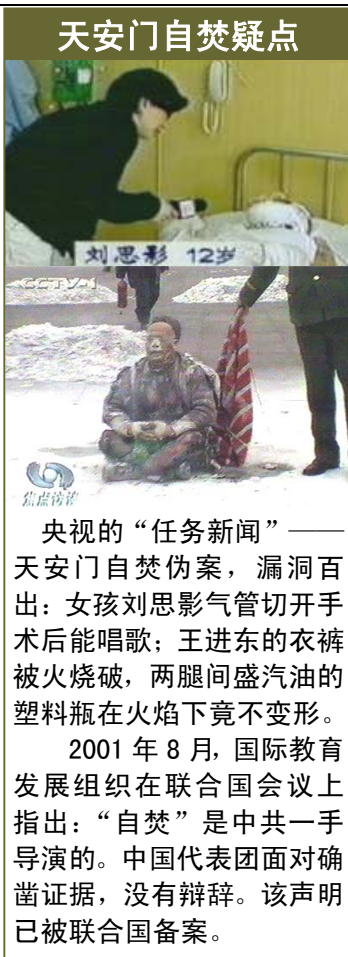 天安门自焚疑点
刘思影 12岁
CCTV-1
焦点访谈
央视的“任务新闻”——
天安门自焚伪案，漏洞百
出：女孩刘思影气管切开手
术后能唱歌；王进东的衣裤
被火烧破，两腿间盛汽油的
塑料瓶在火焰下竟不变形。
2001 年 8 月，国际教育
发展组织在联合国会议上
指出：“自焚”是中共一手
导演的。中国代表团面对确
凿证据，没有辩辞。该声明
已被联合国备案。